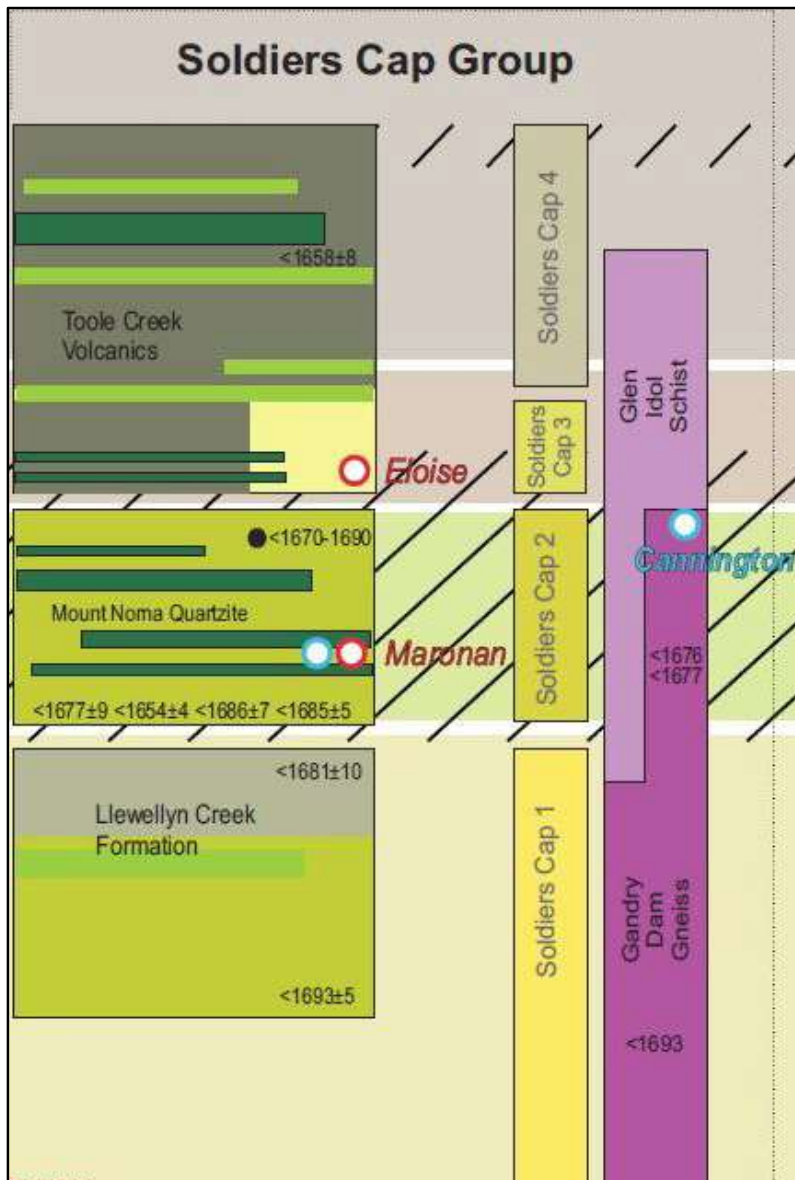 Soldiers Cap Group
<1658±8
Toole Creek
Volcanics
Eloise
<1670-1690
Mount Noma Quartzite
Maronan
<1677±9 <1654±4 <1686±7 <1685±5
<1681±10
Llewellyn Creek
Formation
<1693±5
Soldiers Cap 4
Soldiers
Cap 3
Soldiers Cap 2
Soldiers Cap 1
Glen
Idol
Schist
Cannington
<1676
<1677
Gandry
Dam
Gneiss
<1693